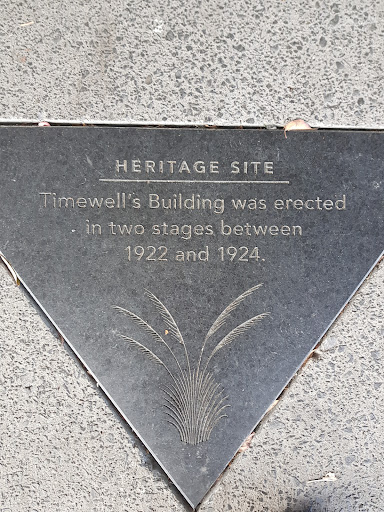 HERITAGE SITE
Timewell's Building was erected
in two stages between
1922 and 1924.